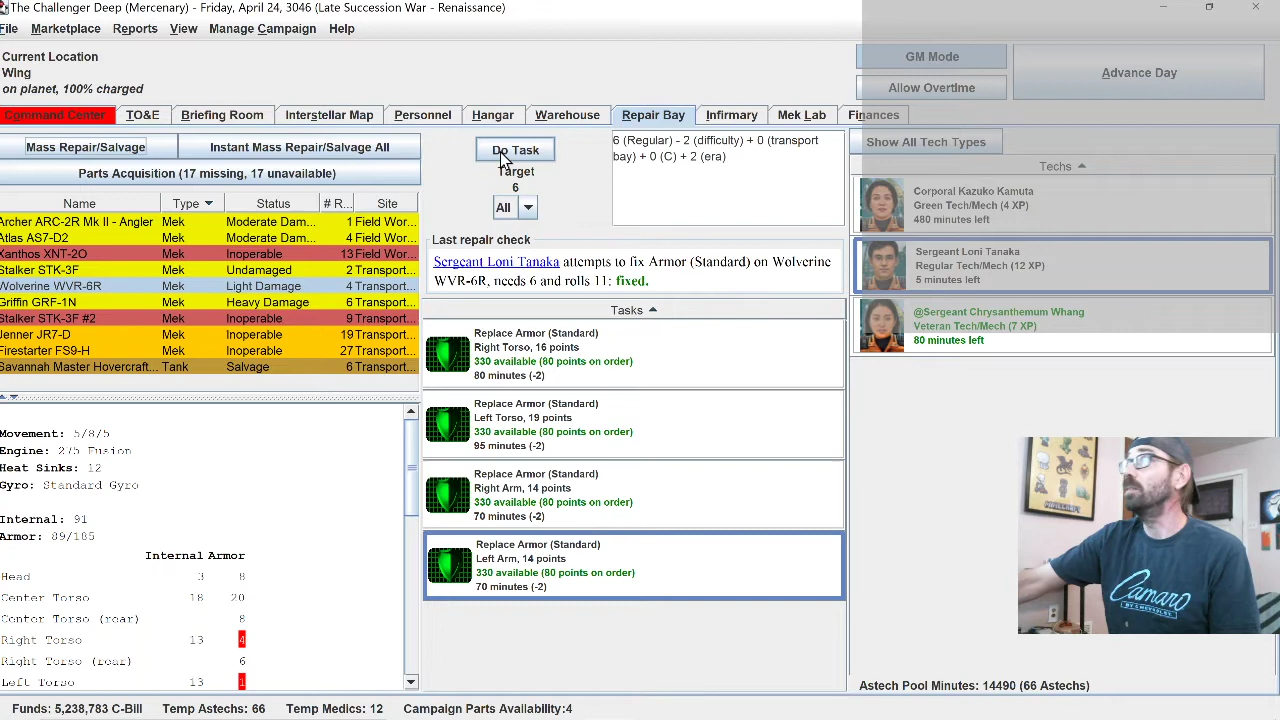 The Challenger Deep (Mercenary) - Friday, April 24, 3046 (Late Succession War - Renaissance)
File Marketplace Reports View Manage Campaign Help
Current Location
Wing
on planet, 100% charged
GM Mode
Allow Overtime
Advance Day
Command Center TO&E Briefing Room Interstellar Map Personnel Hangar Warehouse Repair Bay Infirmary Mek Lab Finances
Mass Repair/Salvage Instant Mass Repair/Salvage All
Parts Acquisition (17 missing, 17 unavailable)
Name Type Status # R... Site
Archer ARC-2R Mk II - Angler Mek Moderate Dam... 1 Field Wor...
Atlas AS7-D2 Mek Moderate Dam... 4 Field Wor...
Xanthos XNT-2O Mek Inoperable 13 Field Wor...
Stalker STK-3F Mek Undamaged 2 Transport...
Wolverine WVR-6R Mek Light Damage 4 Transport...
Griffin GRF-1N Mek Heavy Damage 6 Transport...
Stalker STK-3F #2 Mek Inoperable 9 Transport...
Jenner JR7-D Mek Inoperable 19 Transport...
Firestarter FS9-H Mek Inoperable 27 Transport...
Savannah Master Hovercraft... Tank Salvage 6 Transport...
Movement: 5/8/5
Engine: 275 Fusion
Heat Sinks: 12
Gyro: Standard Gyro
Internal: 91
Armor: 89/185
Internal Armor
Head 3 8
Center Torso 18 20
Center Torso (rear) 8
Right Torso 13 4
Right Torso (rear) 6
Left Torso 13 1
Do Task
Target
6
All
6 (Regular) - 2 (difficulty) + 0 (transport
bay) + 0 (C) + 2 (era)
Last repair check
Sergeant Loni Tanaka attempts to fix Armor (Standard) on Wolverine
WVR-6R, needs 6 and rolls 11: fixed.
Tasks
Replace Armor (Standard)
Right Torso, 16 points
330 available (80 points on order)
80 minutes (-2)
Replace Armor (Standard)
Left Torso, 19 points
330 available (80 points on order)
95 minutes (-2)
Replace Armor (Standard)
Right Arm, 14 points
330 available (80 points on order)
70 minutes (-2)
Replace Armor (Standard)
Left Arm, 14 points
330 available (80 points on order)
70 minutes (-2)
Show All Tech Types
Techs
Corporal Kazuko Kamuta
Green Tech/Mech (4 XP)
480 minutes left
Sergeant Loni Tanaka
Regular Tech/Mech (12 XP)
5 minutes left
@Sergeant Chrysanthemum Whang
Veteran Tech/Mech (7 XP)
80 minutes left
Camaro
BY CHEVROLET
Astech Pool Minutes: 14490 (66 Astechs)
Funds: 5,238,783 C-Bill Temp Astechs: 66 Temp Medics: 12 Campaign Parts Availability:4